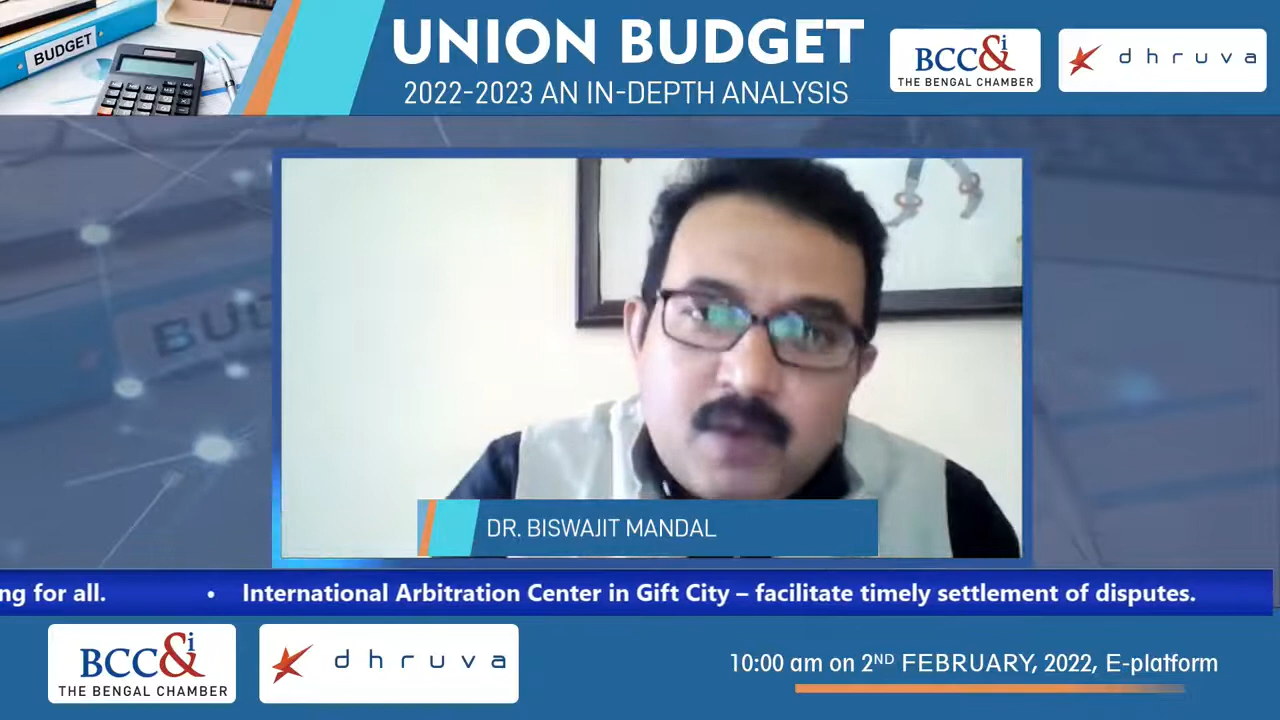 BUDGET
UNION BUDGET
2022-2023 AN IN-DEPTH ANALYSIS
BCC&i
THE BENGAL CHAMBER
dhruva
BUD
DR. BISWAJIT MANDAL
ng for all. • International Arbitration Center in Gift City – facilitate timely settlement of disputes.
BCC&i
THE BENGAL CHAMBER
dhruva
10:00 am on 2ND FEBRUARY, 2022, E-platform